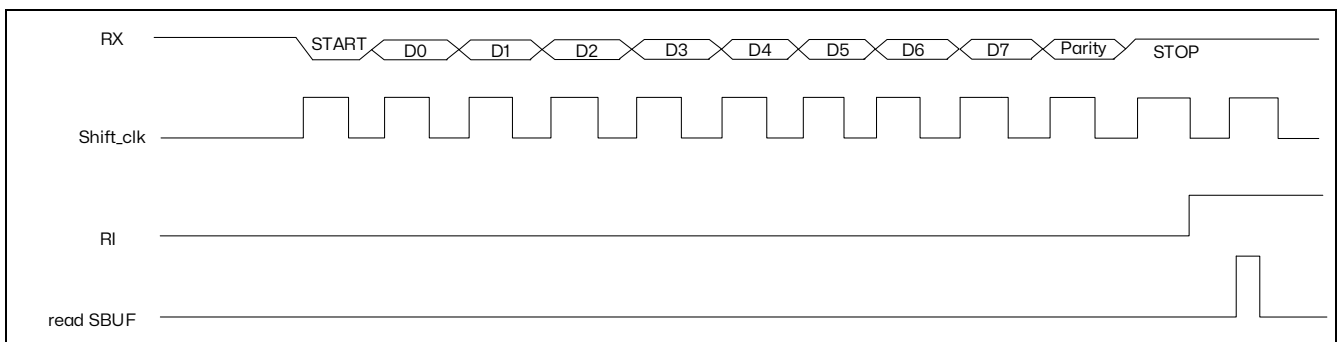 RX START D0 D1 D2 D3 D4 D5 D6 D7 Parity STOP
Shift_clk
RI
read SBUF